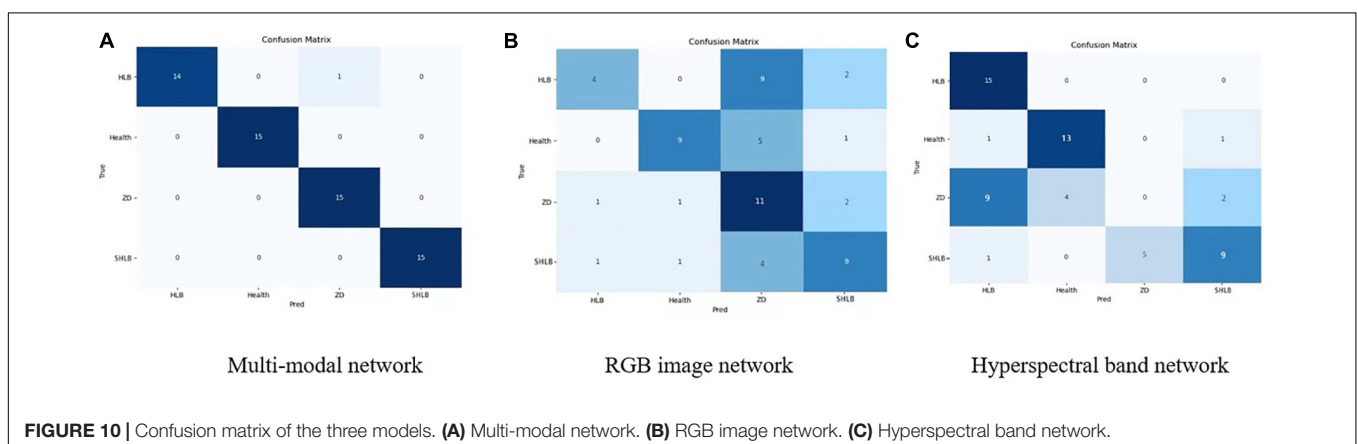 A
Confusion Matrix
HLB 14 0 1 0
Health 0 15 0 0
ZD 0 0 15 0
SHLB 0 0 0 15
True
HLB Health ZD SHLB
Pred
Multi-modal network
B
Confusion Matrix
HLB 4 0 9 2
Health 0 9 5 1
ZD 1 1 11 2
SHLB 1 1 4 9
True
HLB Health ZD SHLB
Pred
RGB image network
C
Confusion Matrix
HLB 15 0 0 0
Health 1 13 0 1
ZD 9 4 0 2
SHLB 1 0 5 9
True
HLB Health ZD SHLB
Pred
Hyperspectral band network
FIGURE 10 | Confusion matrix of the three models. (A) Multi-modal network. (B) RGB image network. (C) Hyperspectral band network.